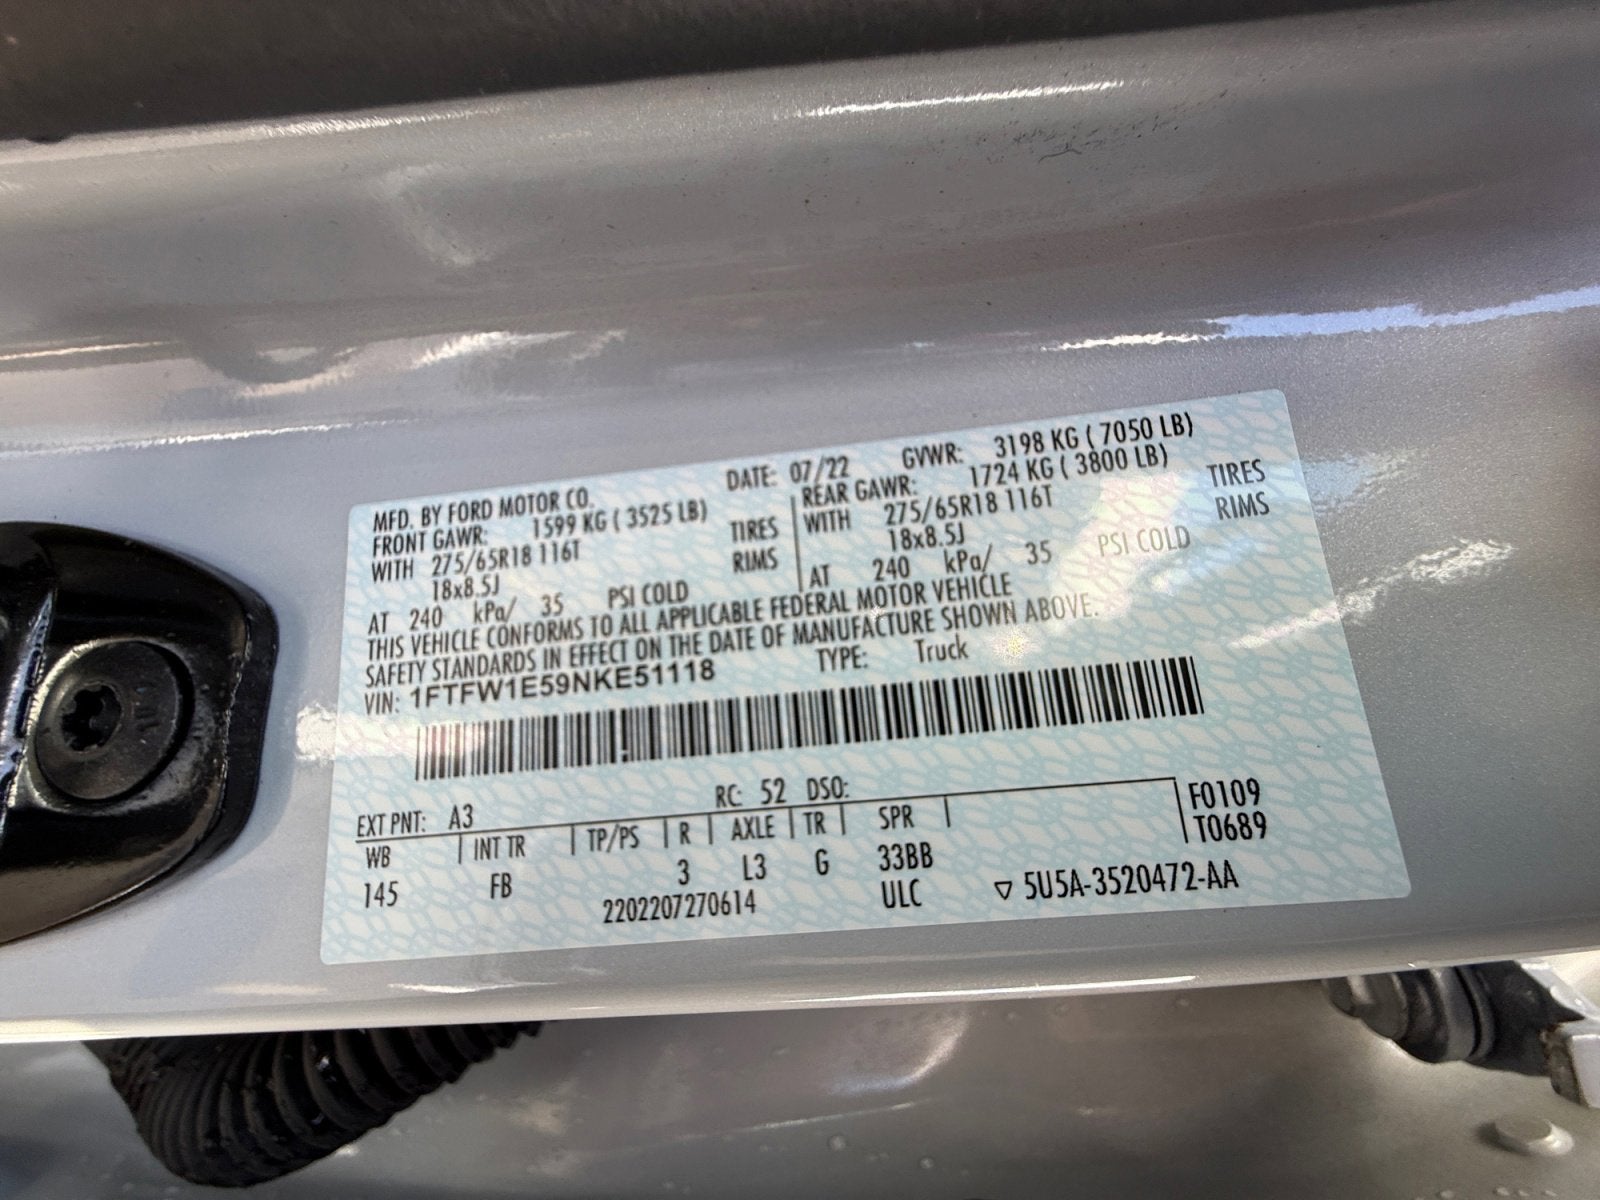 MFD. BY FORD MOTOR CO. DATE: 07/22 GVWR: 3198 KG ( 7050 LB)
FRONT GAWR: 1599 KG ( 3525 LB) REAR GAWR: 1724 KG ( 3800 LB)
WITH 275/65R18 116T TIRES WITH 275/65R18 116T TIRES
18x8.5J RIMS 18x8.5J RIMS
AT 240 kPa/ 35 PSI COLD AT 240 kPa/ 35 PSI COLD
THIS VEHICLE CONFORMS TO ALL APPLICABLE FEDERAL MOTOR VEHICLE
SAFETY STANDARDS IN EFFECT ON THE DATE OF MANUFACTURE SHOWN ABOVE.
VIN: 1FTFW1E59NKE51118 TYPE: Truck
EXT PNT: A3 RC: 52 DSO: F0109
WB INT TR TP/PS R AXLE TR SPR T0689
145 FB 3 L3 G 33BB
2202207270614 ULC ▽ 5U5A-3520472-AA